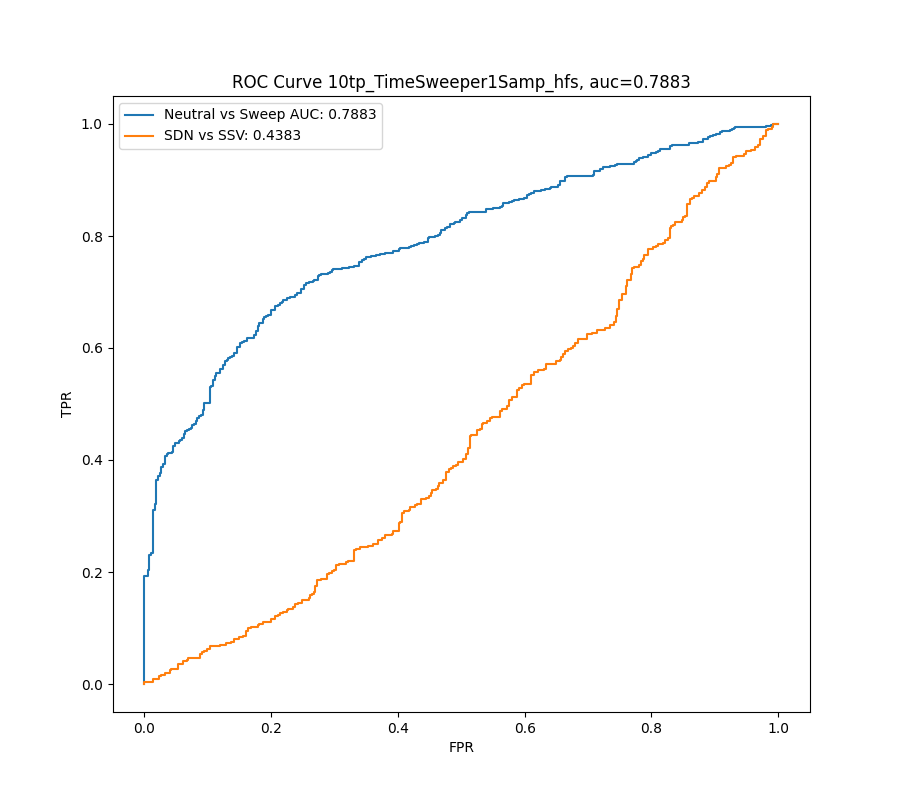 ROC Curve 10tp_TimeSweeper1Samp_hfs, auc=0.7883
Neutral vs Sweep AUC: 0.7883
SDN vs SSV: 0.4383
1.0
0.8
0.6
0.4
0.2
0.0
TPR
0.0 0.2 0.4 0.6 0.8 1.0
FPR